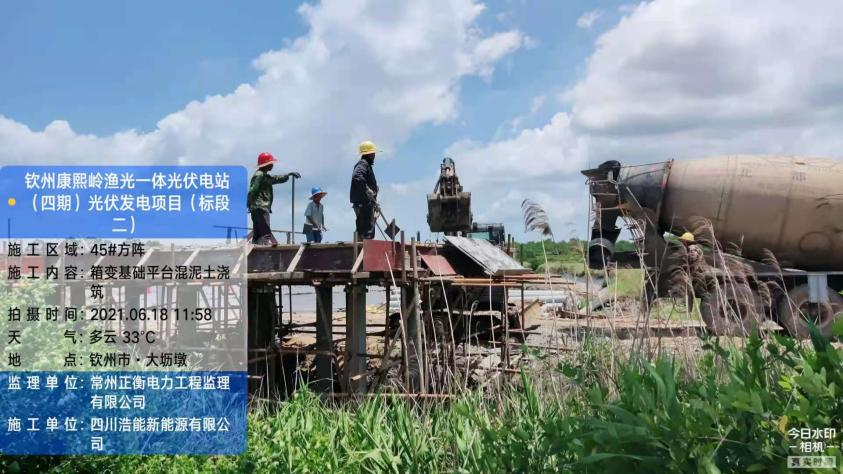 钦州康熙岭渔光一体光伏电站
（四期）光伏发电项目（标段
二）
施工区域：45#方阵
施工内容：箱变基础平台混泥土浇
筑
拍摄时间：2021.06.18 11:58
天气：多云 33℃
地点：钦州市·大坜墩
监理单位：常州正衡电力工程监理
有限公司
施工单位：四川浩能新能源有限公
司
今日水印
相机
真实时间